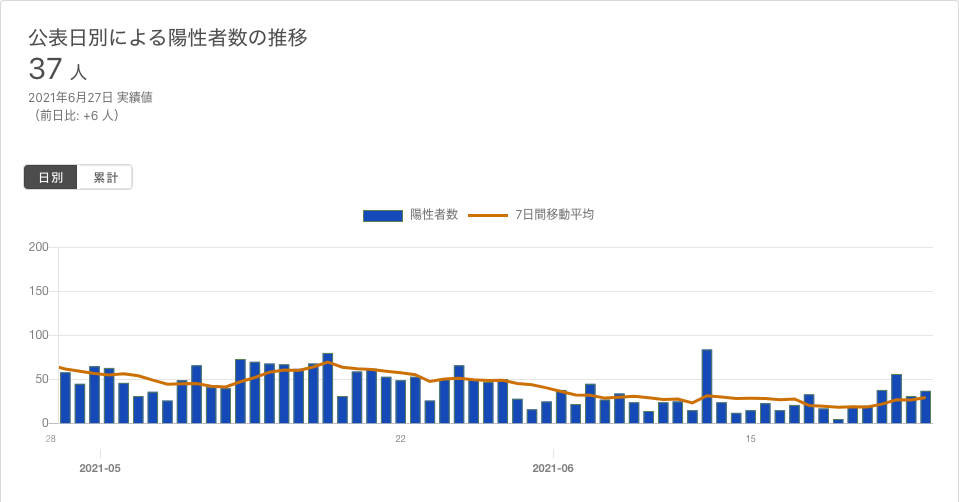 公表日別による陽性者数の推移
37 人
2021年6月27日 実績値
（前日比: +6 人）
日別 累計
陽性者数 7日間移動平均
200
150
100
50
0
28 22 15
2021-05 2021-06